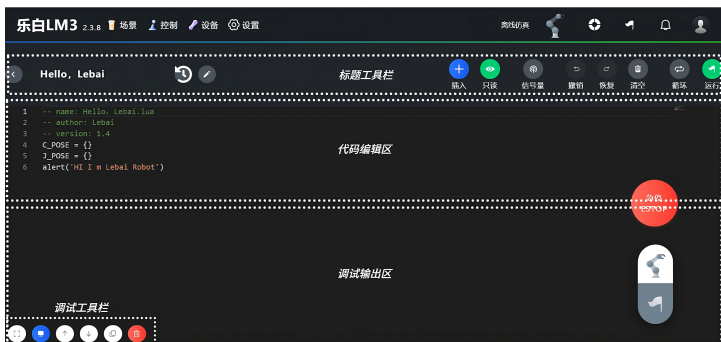 乐白LM3 2.3.8 场景 控制 设备 设置 离线仿真
Hello, Lebai 标题工具栏 插入 只读 信号量 撤销 恢复 清空 循环 运行
1 -- name: Hello, Lebai.lua
2 -- author: Lebai
3 -- version: 1.4
4 C_POSE = {}
5 J_POSE = {}
6 alert('HI I m Lebai Robot')
代码编辑区
急停
ESTOP
调试输出区
调试工具栏